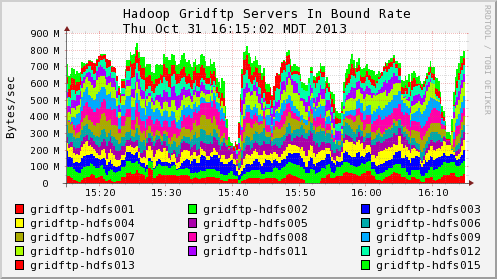 Hadoop Gridftp Servers In Bound Rate
Thu Oct 31 16:15:02 MDT 2013
RRDTOOL / TOBI OETIKER
Bytes/sec
900 M
800 M
700 M
600 M
500 M
400 M
300 M
200 M
100 M
0
15:20 15:30 15:40 15:50 16:00 16:10
gridftp-hdfs001 gridftp-hdfs002 gridftp-hdfs003
gridftp-hdfs004 gridftp-hdfs005 gridftp-hdfs006
gridftp-hdfs007 gridftp-hdfs008 gridftp-hdfs009
gridftp-hdfs010 gridftp-hdfs011 gridftp-hdfs012
gridftp-hdfs013 gridftp-hdfs015